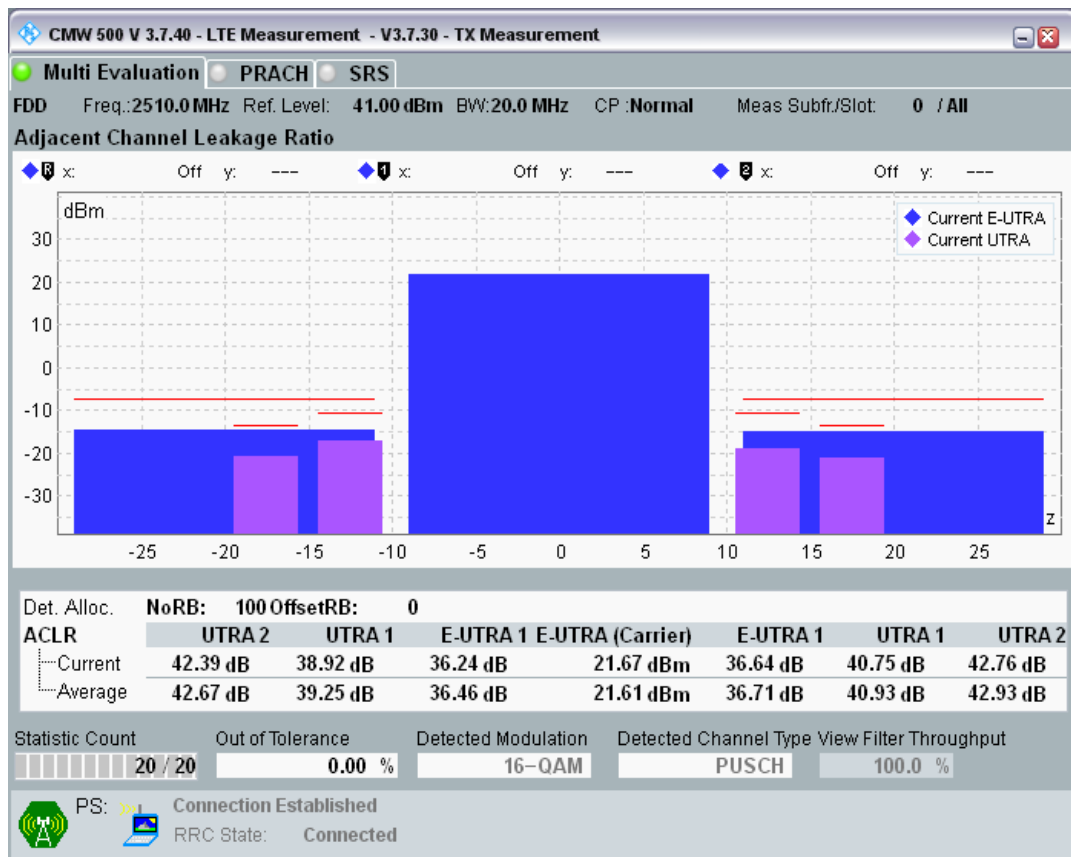 CMW 500 V 3.7.40 - LTE Measurement - V3.7.30 - TX Measurement
Multi Evaluation PRACH SRS
FDD Freq.:2510.0 MHz Ref. Level: 41.00 dBm BW:20.0 MHz CP :Normal Meas Subfr./Slot: 0 / All
Adjacent Channel Leakage Ratio
R x: Off y: --- 1 x: Off y: --- 2 x: Off y: ---
dBm
Current E-UTRA
Current UTRA
30
20
10
0
-10
-20
-30
z
-25 -20 -15 -10 -5 0 5 10 15 20 25
Det. Alloc. NoRB: 100 OffsetRB: 0
ACLR UTRA 2 UTRA 1 E-UTRA 1 E-UTRA (Carrier) E-UTRA 1 UTRA 1 UTRA 2
Current 42.39 dB 38.92 dB 36.24 dB 21.67 dBm 36.64 dB 40.75 dB 42.76 dB
Average 42.67 dB 39.25 dB 36.46 dB 21.61 dBm 36.71 dB 40.93 dB 42.93 dB
Statistic Count Out of Tolerance Detected Modulation Detected Channel Type View Filter Throughput
20 / 20 0.00 % 16-QAM PUSCH 100.0 %
PS: Connection Established
RRC State: Connected